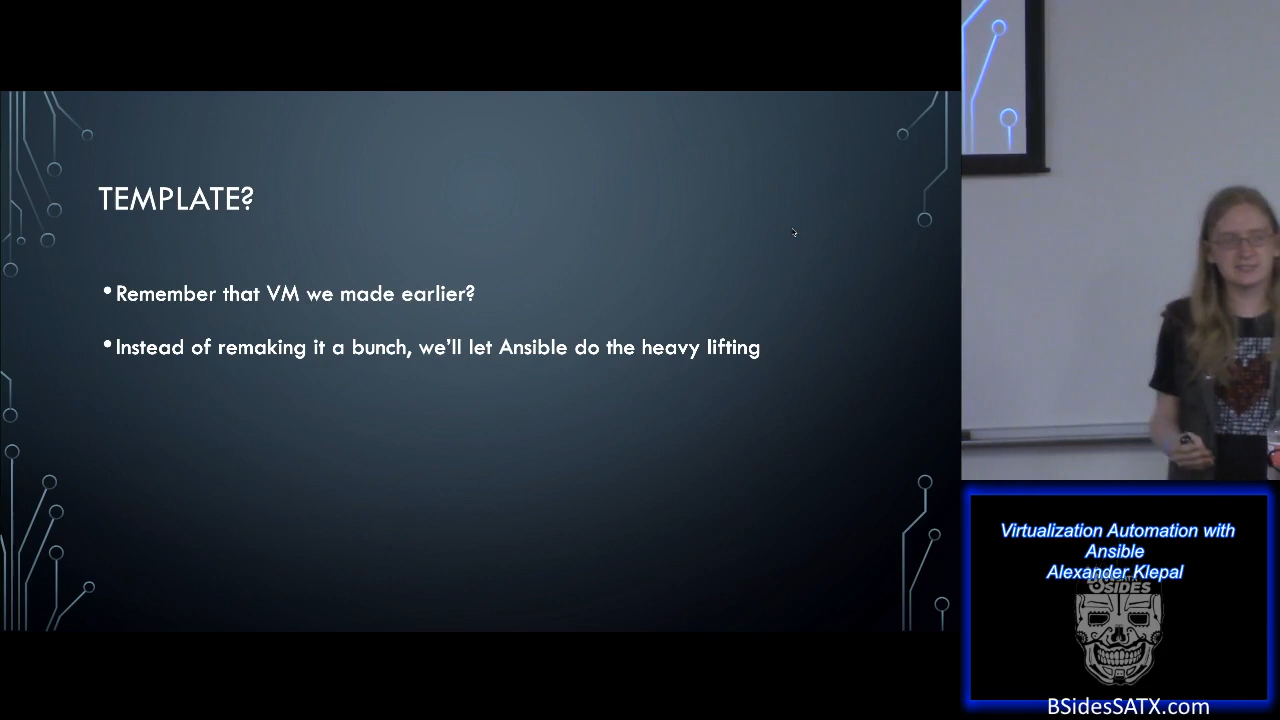 TEMPLATE?
•Remember that VM we made earlier?
•Instead of remaking it a bunch, we'll let Ansible do the heavy lifting
Virtualization Automation with
Ansible
Alexander Klepal
SIDES
BSidesSATX.com